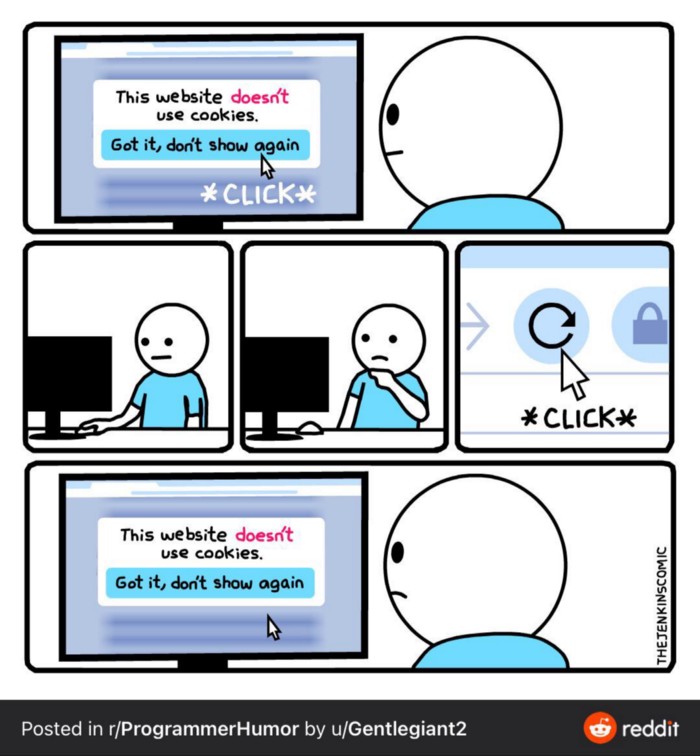 This website doesn't
use cookies.
Got it, don't show again
*CLICK*
*CLICK*
This website doesn't
use cookies.
Got it, don't show again
THEJENKINSCOMIC
Posted in r/ProgrammerHumor by u/Gentlegiant2
reddit